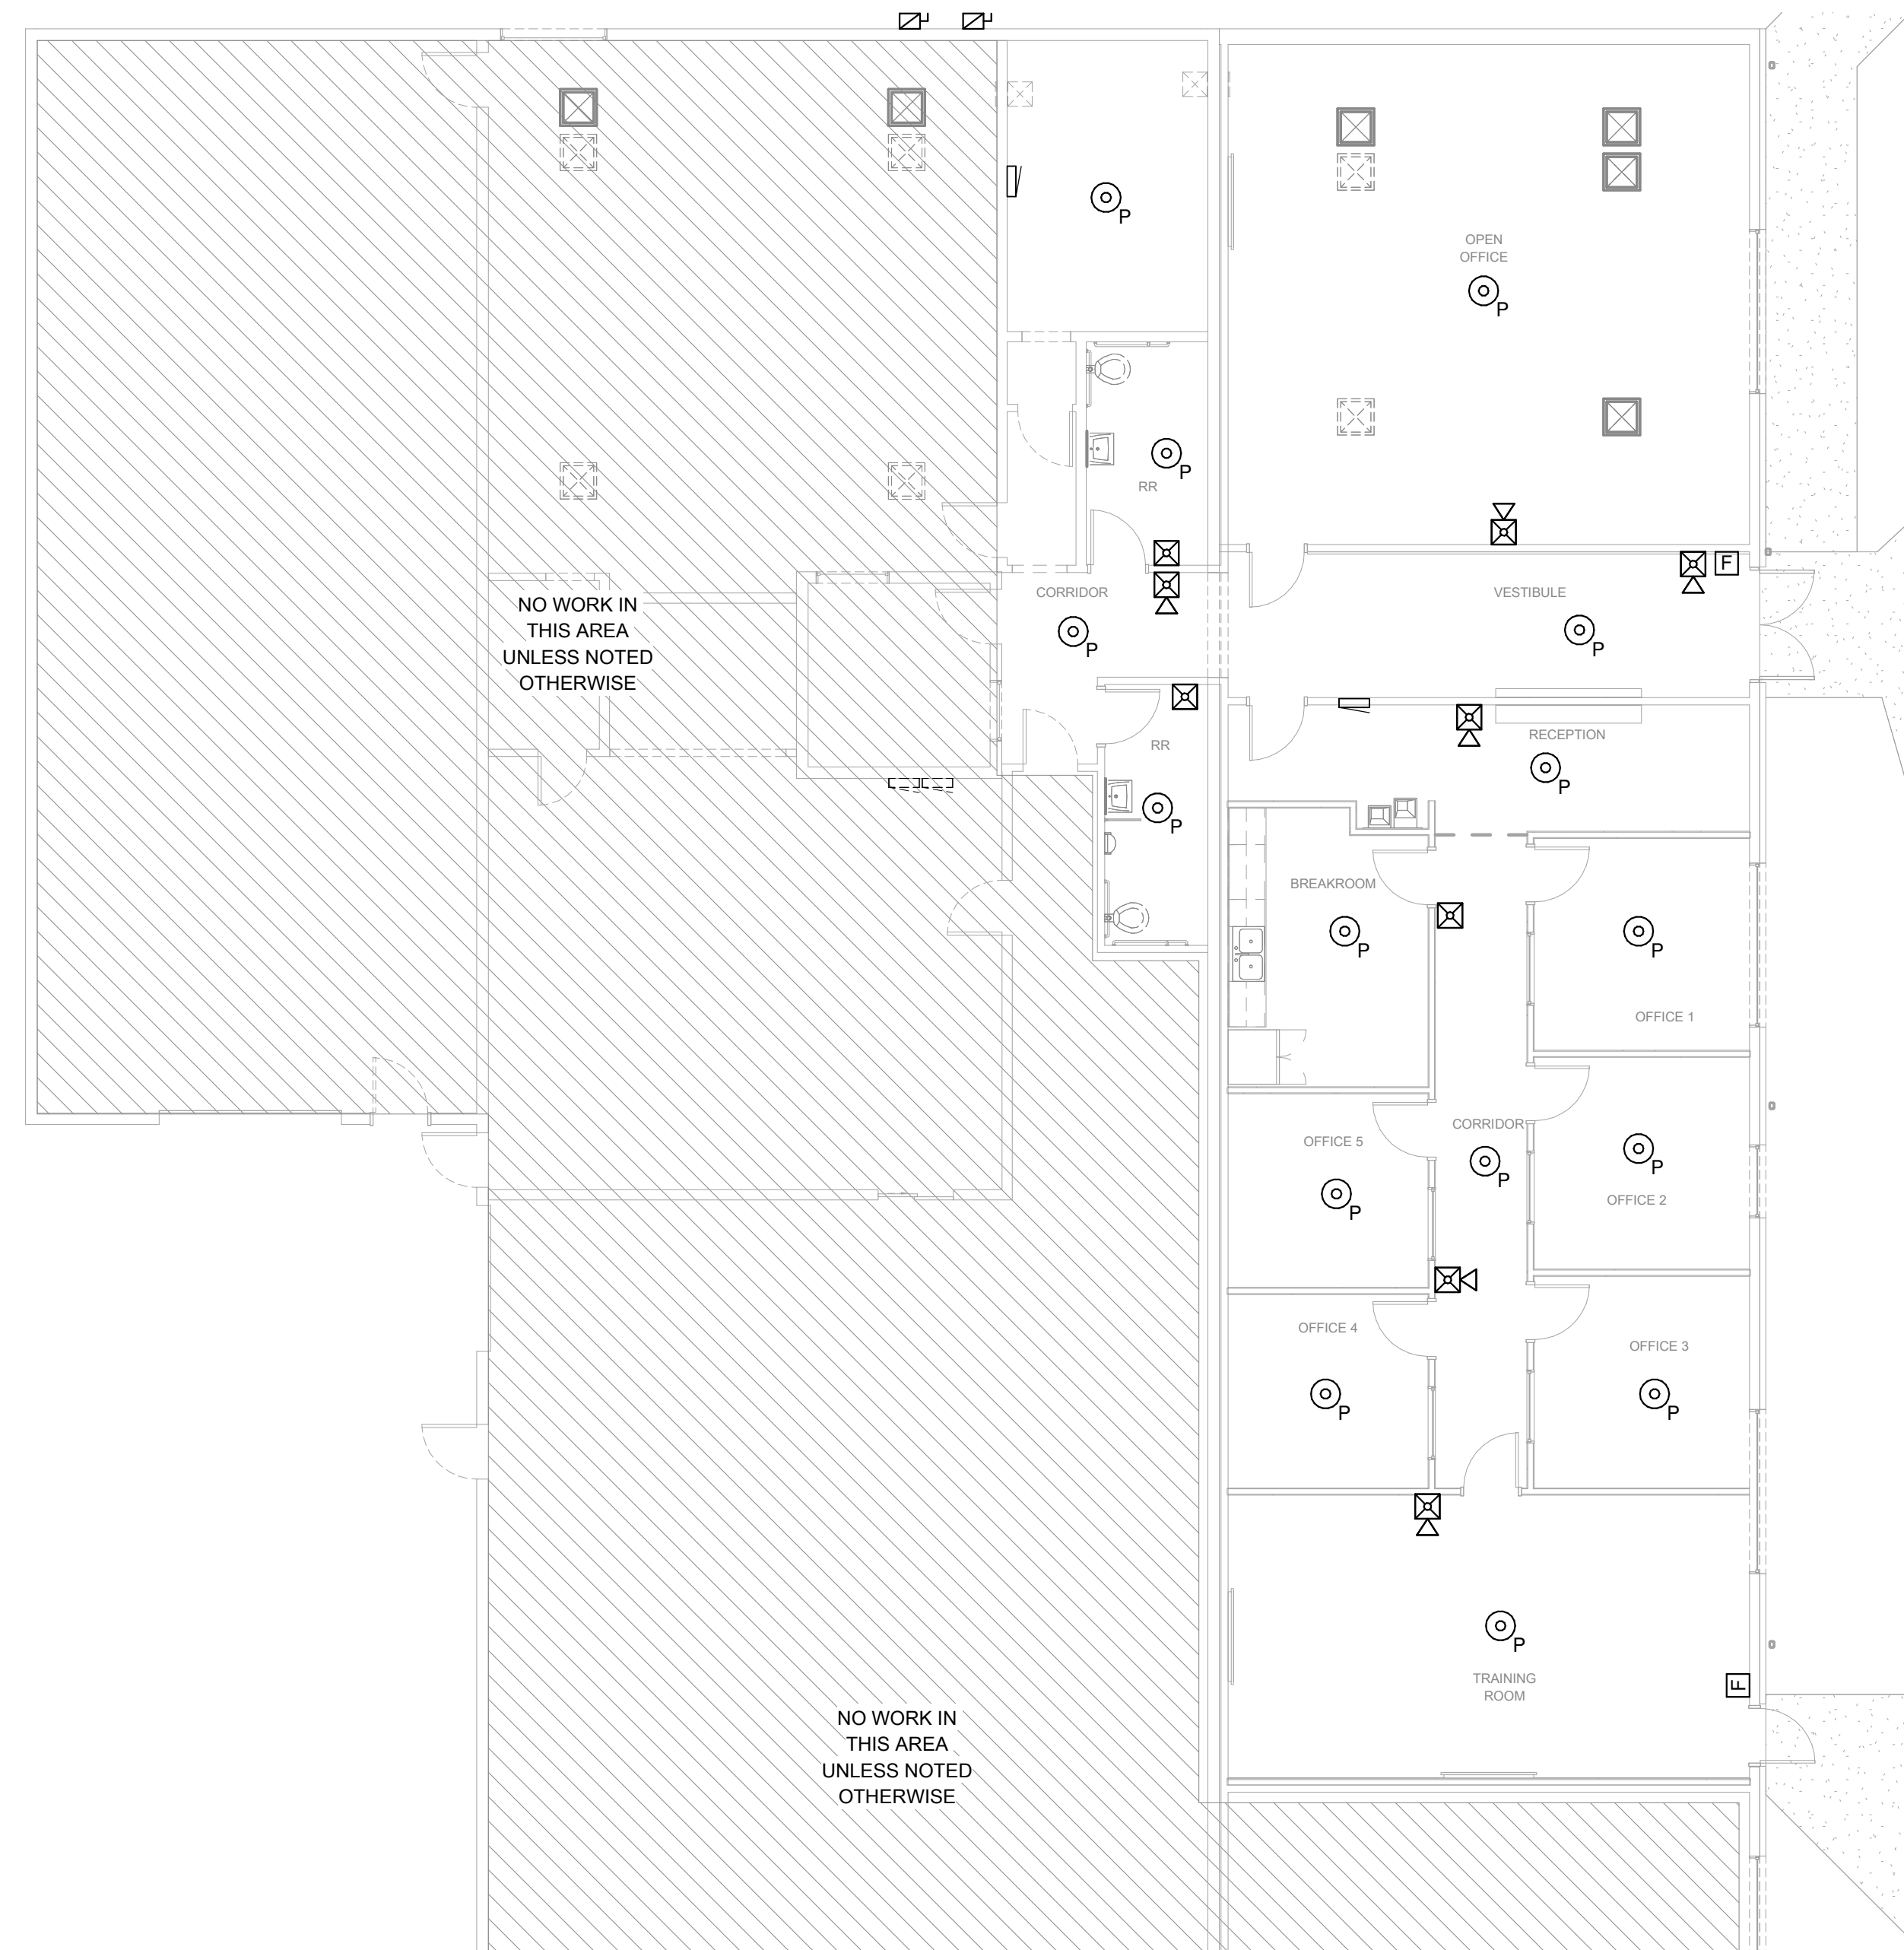 P
OPEN
OFFICE
P
P
RR
F
CORRIDOR
VESTIBULE
P
P
NO WORK IN
THIS AREA
UNLESS NOTED
OTHERWISE
RR
RECEPTION
P
P
BREAKROOM
P
P
OFFICE 1
CORRIDOR
OFFICE 5
P
P
OFFICE 2
P
OFFICE 4
OFFICE 3
P
P
P
TRAINING
ROOM
F
NO WORK IN
THIS AREA
UNLESS NOTED
OTHERWISE